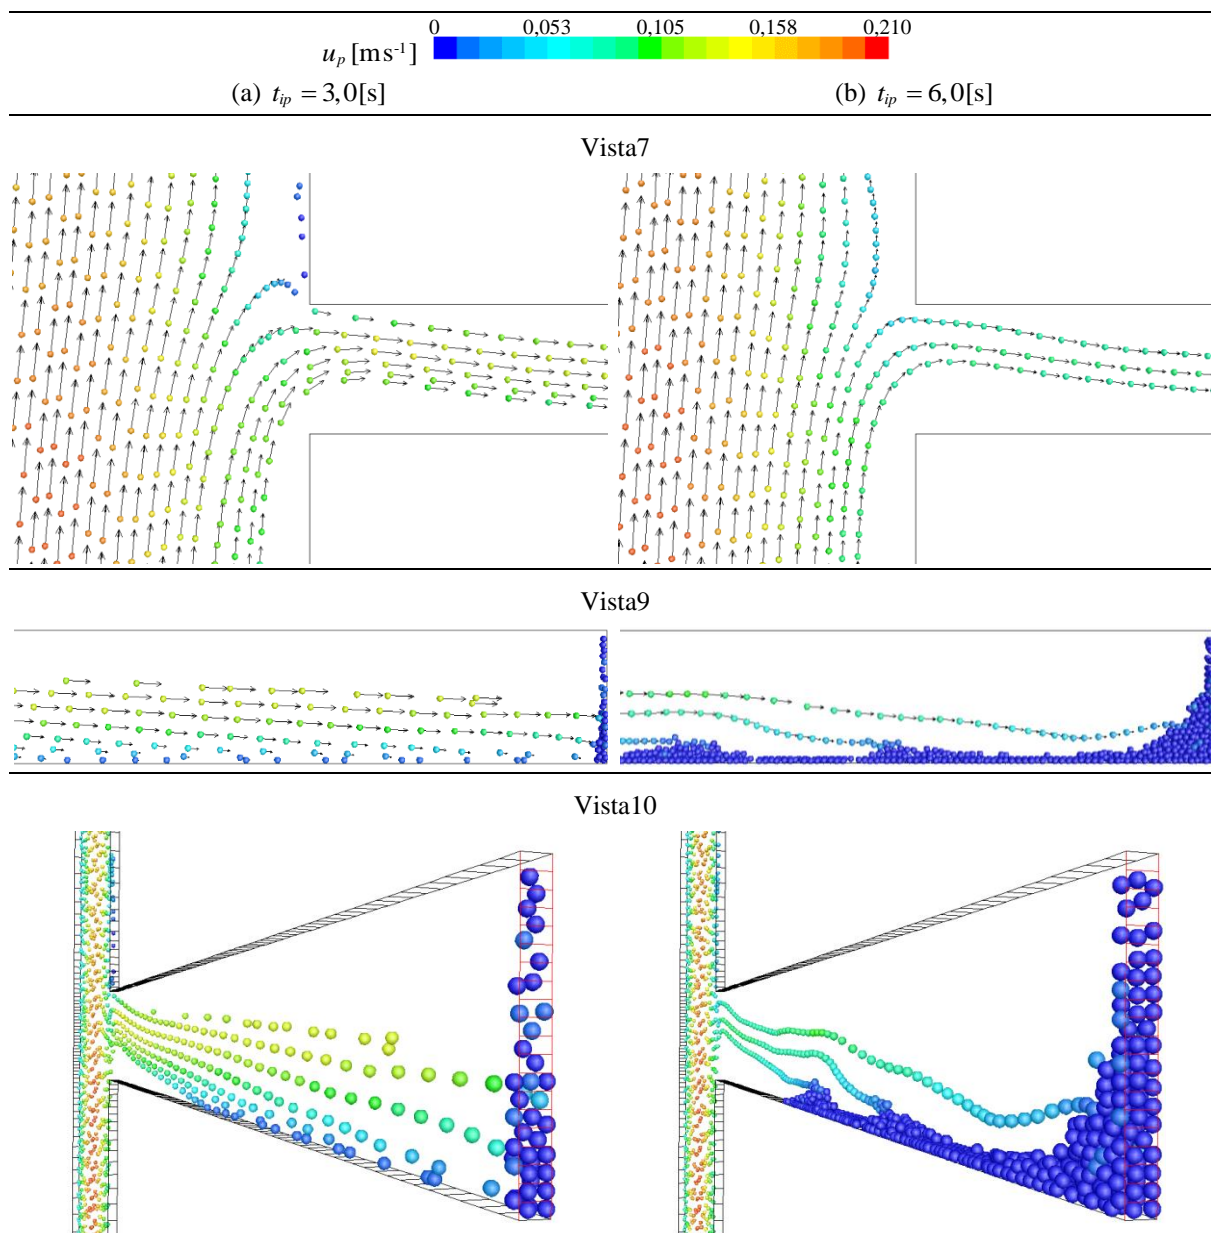 0 0,053 0,105 0,158 0,210
u_p [ms⁻¹]
(a) t_ip = 3,0[s] (b) t_ip = 6,0[s]
Vista7
Vista9
Vista10